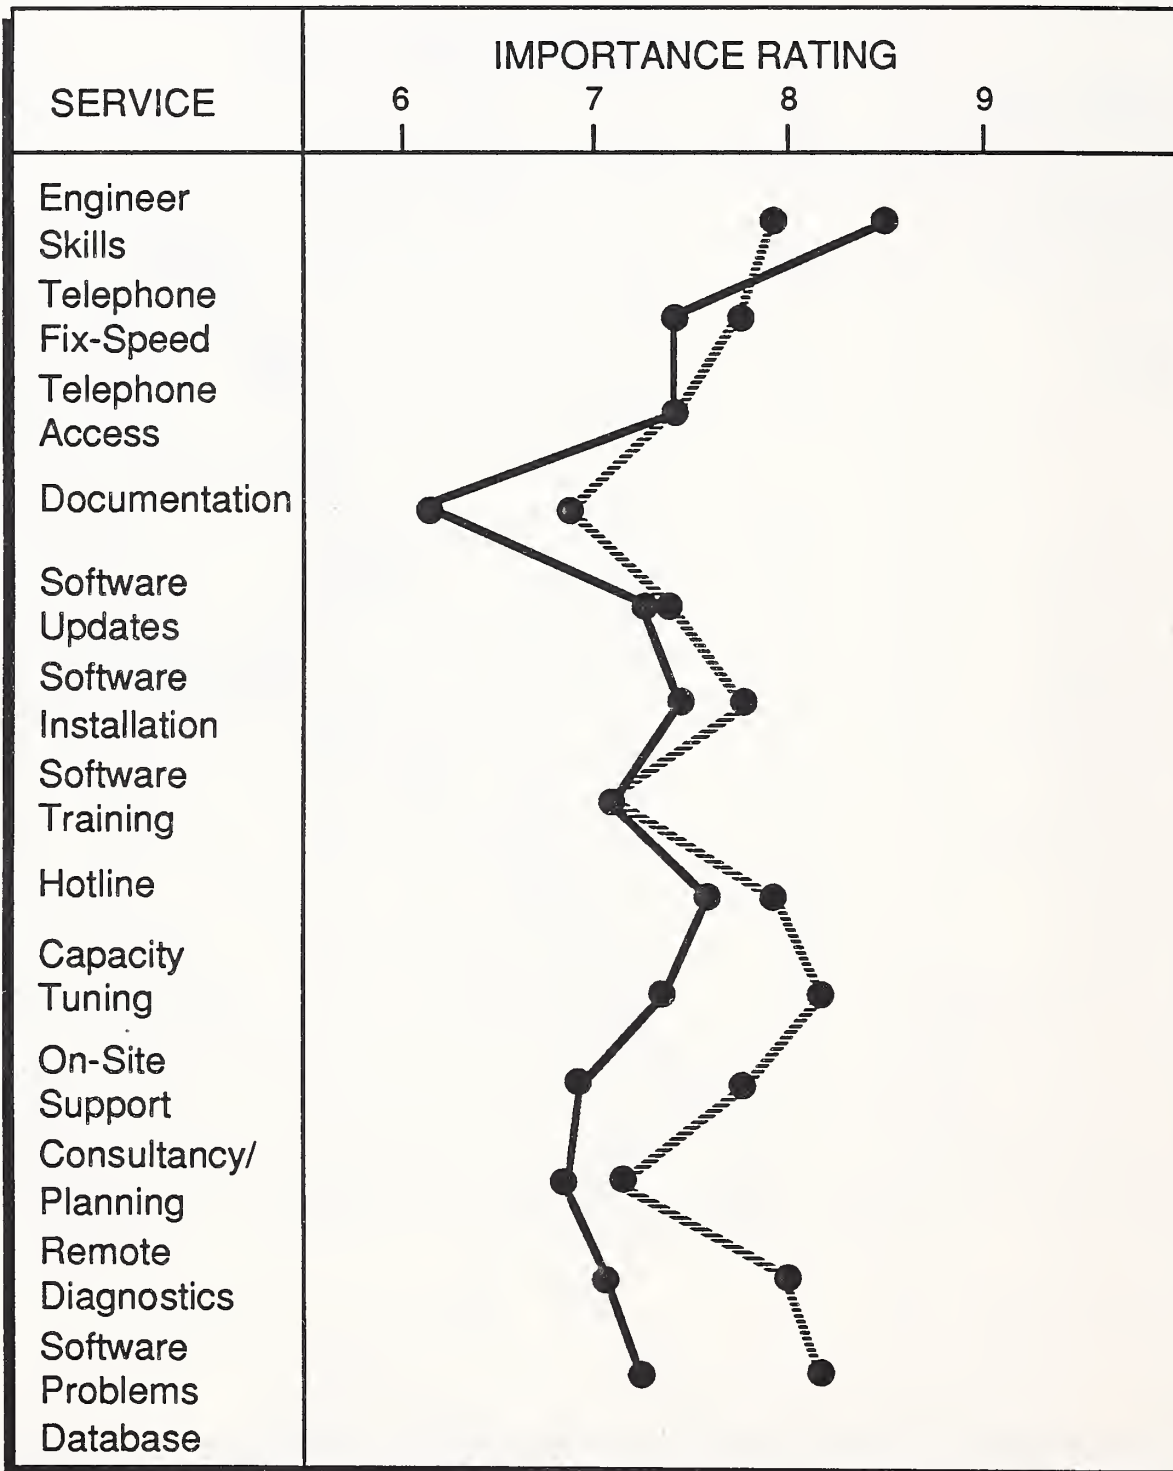 IMPORTANCE RATING
SERVICE
6 7 8 9
Engineer
Skills
Telephone
Fix-Speed
Telephone
Access
Documentation
Software
Updates
Software
Installation
Software
Training
Hotline
Capacity
Tuning
On-Site
Support
Consultancy/
Planning
Remote
Diagnostics
Software
Problems
Database